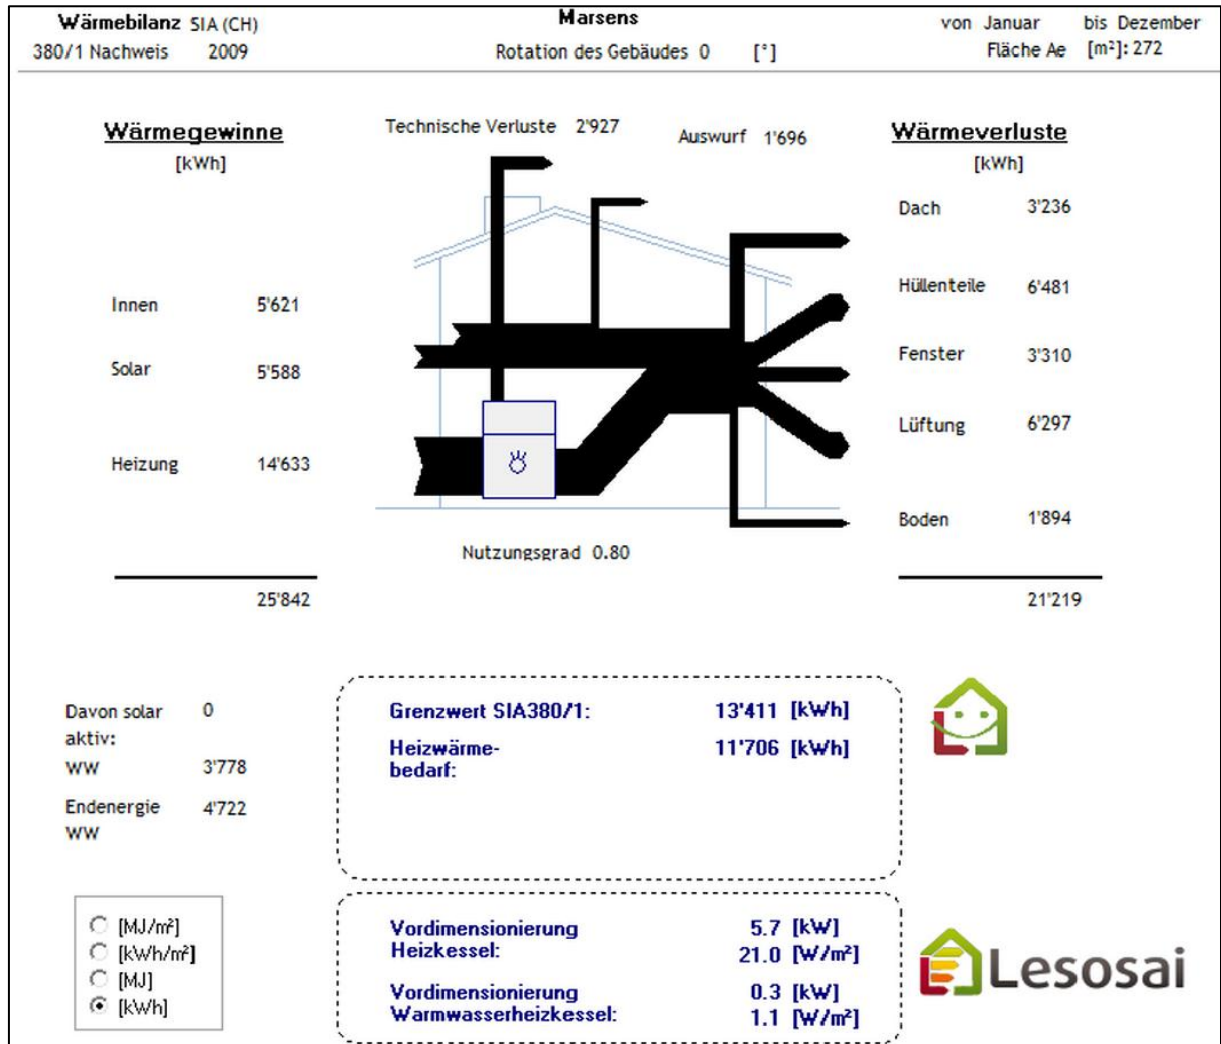 Wärmebilanz SIA (CH) Marsens von Januar bis Dezember
380/1 Nachweis 2009 Rotation des Gebäudes 0 [°] Fläche Ae [m²]: 272
Wärmegewinne
[kWh]
Technische Verluste 2'927
Auswurf 1'696
Wärmeverluste
[kWh]
Dach 3'236
Innen 5'621
Hüllenteile 6'481
Solar 5'588
Fenster 3'310
Lüftung 6'297
Heizung 14'633
Boden 1'894
Nutzungsgrad 0.80
25'842
21'219
Davon solar 0
aktiv:
WW 3'778
Endenergie 4'722
WW
Grenzwert SIA380/1: 13'411 [kWh]
Heizwärme- 11'706 [kWh]
bedarf:
[MJ/m²]
[kWh/m²]
[MJ]
[kWh]
Vordimensionierung 5.7 [kW]
Heizkessel: 21.0 [W/m²]
Vordimensionierung 0.3 [kW]
Warmwasserheizkessel: 1.1 [W/m²]
Lesosai